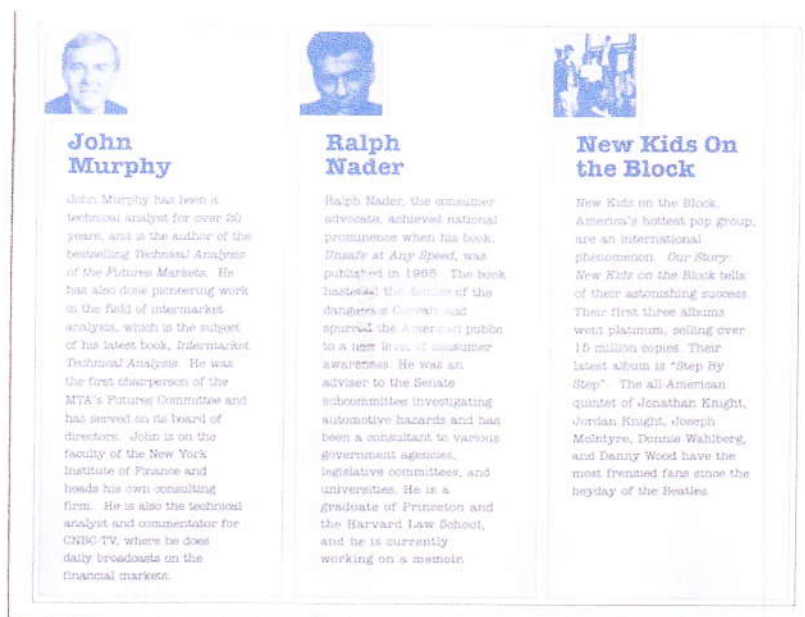 John
Murphy
John Murphy has been a
technical analyst for over 20
years, and is the author of the
bestselling Technical Analysis
of the Futures Markets. He
has also done pioneering work
in the field of intermarket
analysis, which is the subject
of his latest book, Intermarket
Technical Analysis. He was
the first chairperson of the
MTA's Futures Committee and
has served on its board of
directors. John is on the
faculty of the New York
Institute of Finance and
heads his own consulting
firm. He is also the technical
analyst and commentator for
CNBC-TV, where he does
daily broadcasts on the
financial markets.
Ralph
Nader
Ralph Nader, the consumer
advocate, achieved national
prominence when his book,
Unsafe at Any Speed, was
published in 1965. The book
hastened the demise of the
dangerous Corvair and
spurred the American public
to a new level of consumer
awareness. He was an
adviser to the Senate
subcommittee investigating
automotive hazards and has
been a consultant to various
government agencies,
legislative committees, and
universities. He is a
graduate of Princeton and
the Harvard Law School,
and he is currently
working on a memoir.
New Kids On
the Block
New Kids on the Block,
America's hottest pop group,
are an international
phenomenon. Our Story:
New Kids on the Block tells
of their astonishing success.
Their first three albums
went platinum, selling over
15 million copies. Their
latest album is "Step By
Step". The all-American
quintet of Jonathan Knight,
Jordan Knight, Joseph
McIntyre, Donnie Wahlberg,
and Danny Wood have the
most frenzied fans since the
heyday of the Beatles.